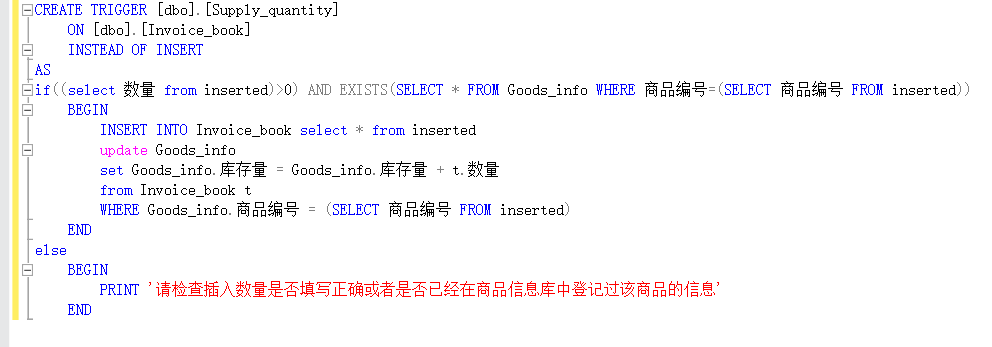 CREATE TRIGGER [dbo].[Supply_quantity]
ON [dbo].[Invoice_book]
INSTEAD OF INSERT
AS
if((select 数量 from inserted)>0) AND EXISTS(SELECT * FROM Goods_info WHERE 商品编号=(SELECT 商品编号 FROM inserted))
BEGIN
INSERT INTO Invoice_book select * from inserted
update Goods_info
set Goods_info.库存量 = Goods_info.库存量 + t.数量
from Invoice_book t
WHERE Goods_info.商品编号 = (SELECT 商品编号 FROM inserted)
END
else
BEGIN
PRINT '请检查插入数量是否填写正确或者是否已经在商品信息库中登记过该商品的信息'
END